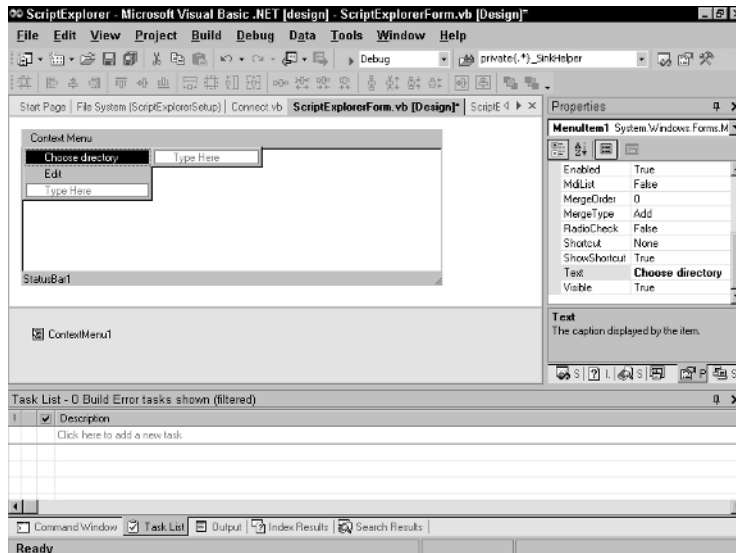 ScriptExplorer - Microsoft Visual Basic .NET [design] - ScriptExplorerForm.vb [Design]*
File Edit View Project Build Debug Data Tools Window Help
Debug private(.*)_SinkHelper
Start Page | File System (ScriptExplorerSetup) | Connect.vb ScriptExplorerForm.vb [Design]* | ScriptE
Properties
Context Menu
Choose directory Type Here
Edit
Type Here
StatusBar1
ContextMenu1
MenuItem1 System.Windows.Forms.M
Enabled True
MdiList False
MergeOrder 0
MergeType Add
RadioCheck False
Shortcut None
ShowShortcut True
Text Choose directory
Visible True
Text
The caption displayed by the item.
S I. S P S
Task List - 0 Build Error tasks shown (filtered)
! Description
Click here to add a new task
Command Window Task List Output Index Results Search Results
Ready